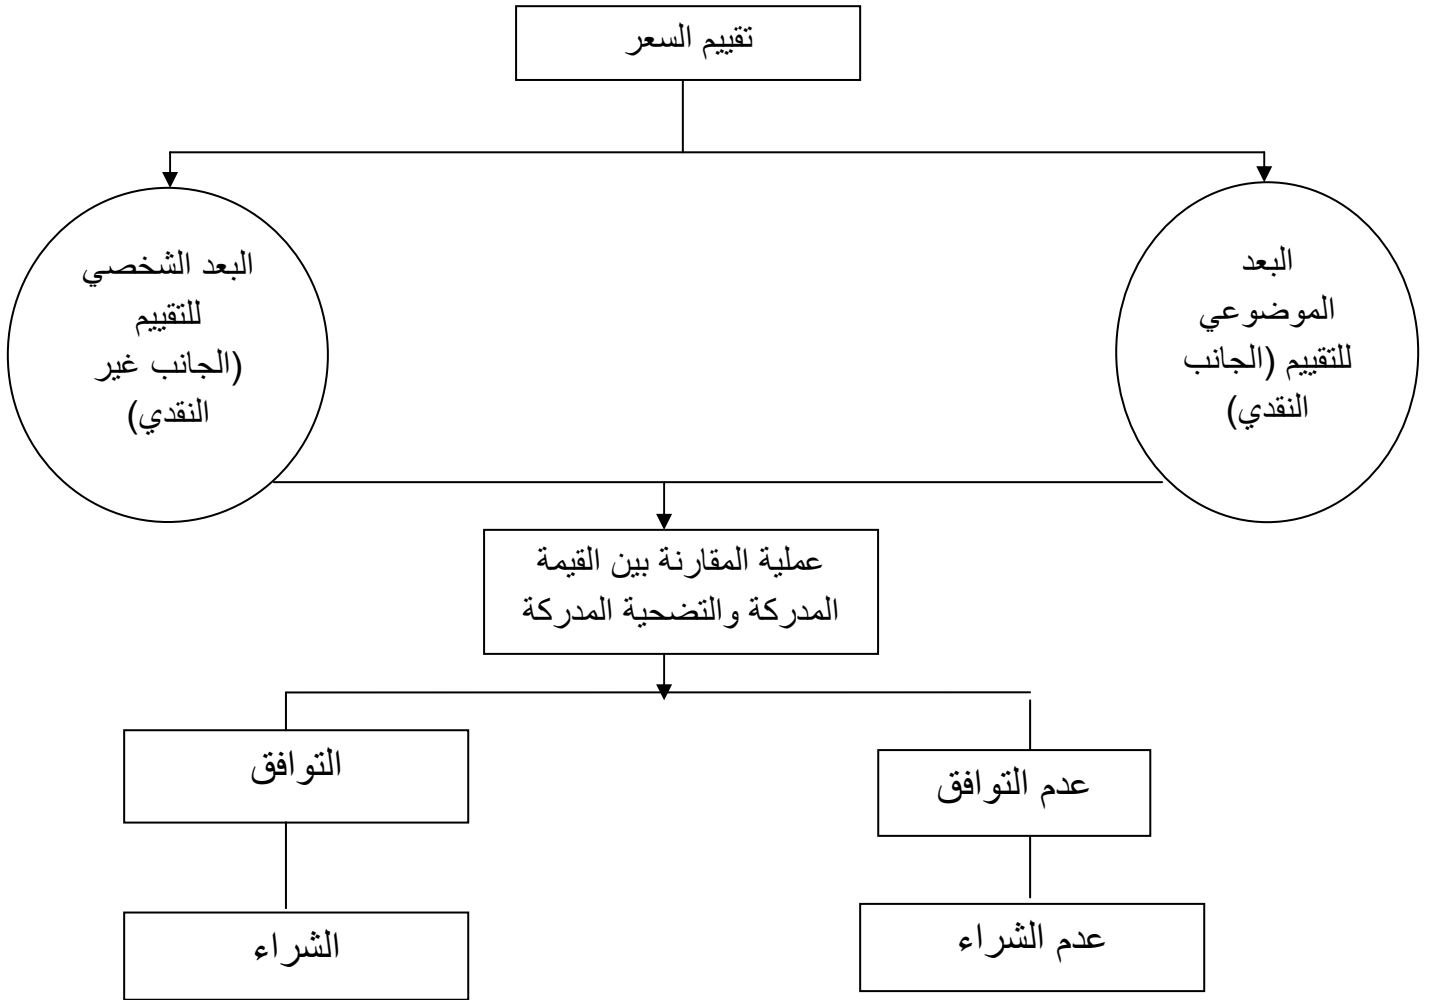 تقييم السعر
البعد
الموضوعي
للتقييم (الجانب
النقدي)
البعد الشخصي
للتقييم
(الجانب غير
النقدي)
عملية المقارنة بين القيمة
المدركة والتضحية المدركة
عدم التوافق
التوافق
عدم الشراء
الشراء